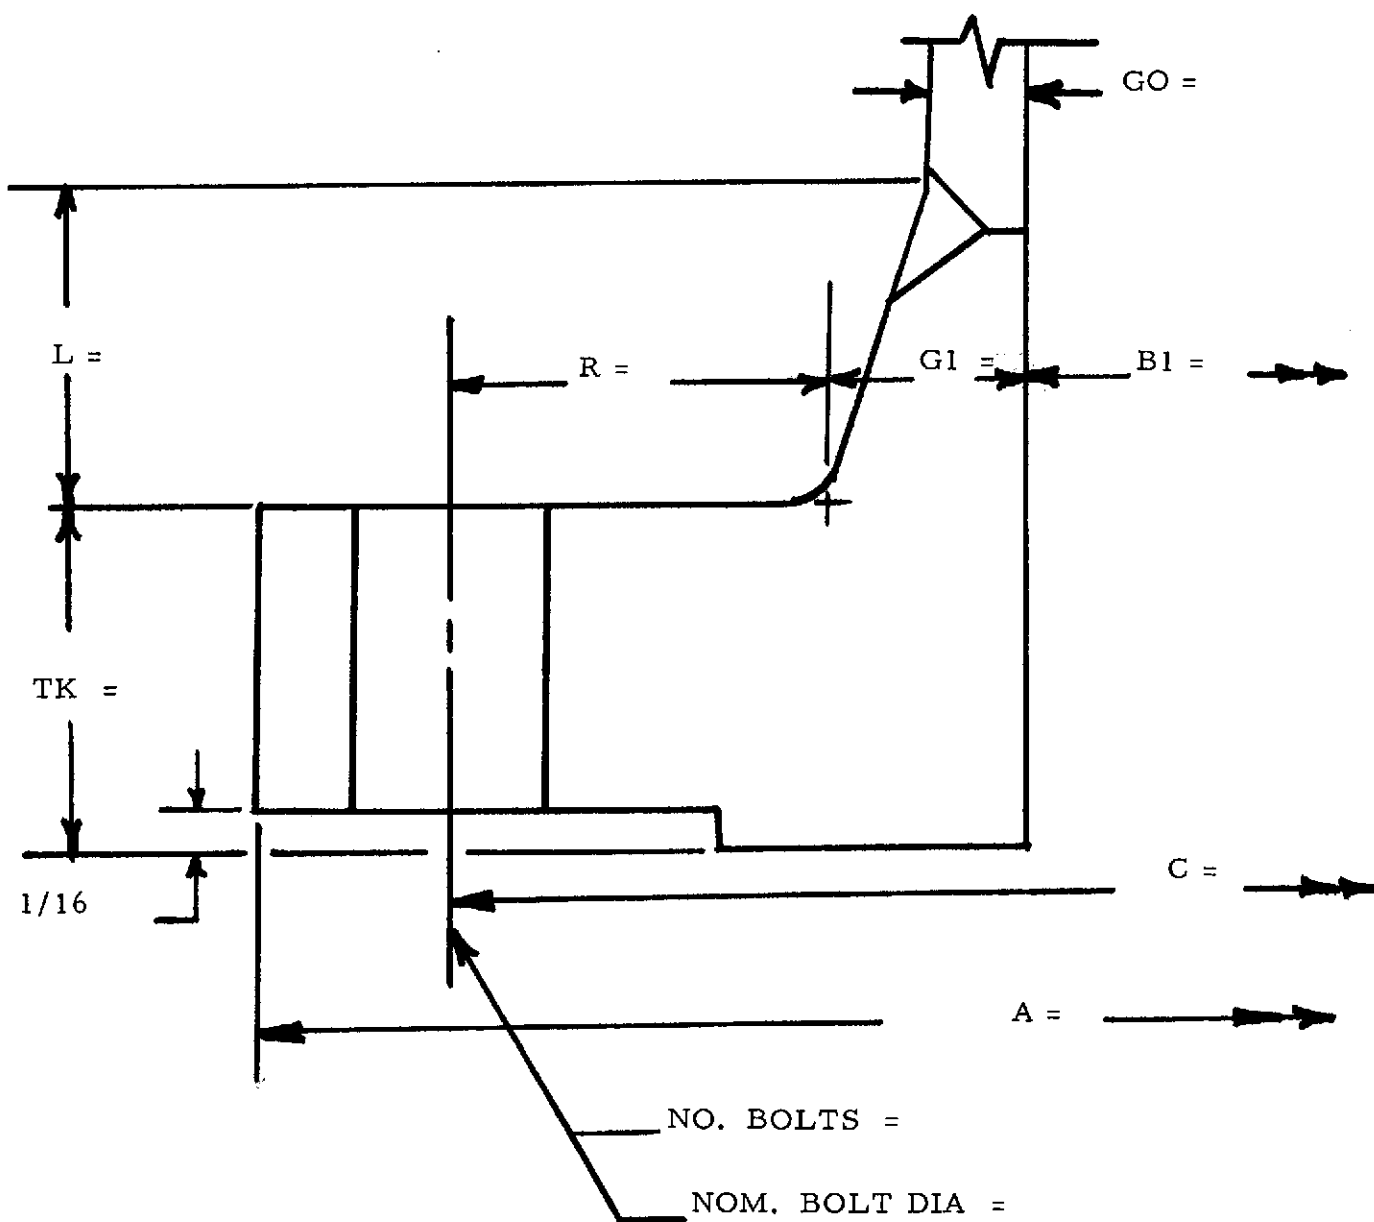 GO =
L =
R =
G1 =
B1 =
TK =
1/16
C =
A =
NO. BOLTS =
NOM. BOLT DIA =